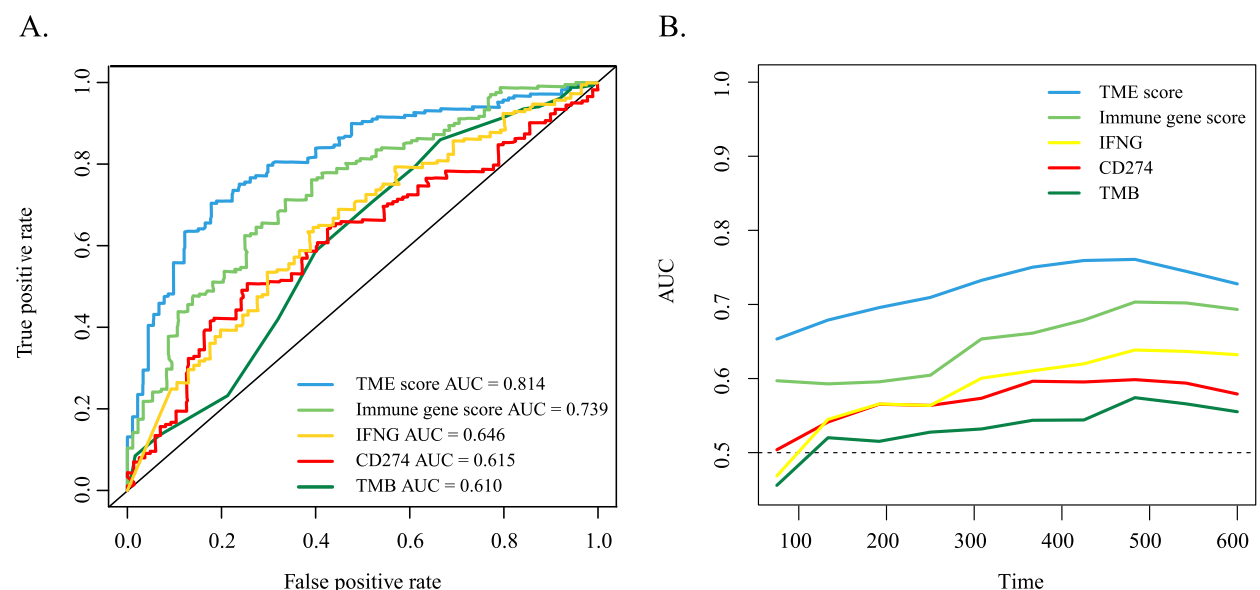 A.
True positive rate
1.0
0.8
0.6
0.4
0.2
0.0
TME score AUC = 0.814
Immune gene score AUC = 0.739
IFNG AUC = 0.646
CD274 AUC = 0.615
TMB AUC = 0.610
0.0 0.2 0.4 0.6 0.8 1.0
False positive rate
B.
AUC
1.0
0.9
0.8
0.7
0.6
0.5
TME score
Immune gene score
IFNG
CD274
TMB
100 200 300 400 500 600
Time